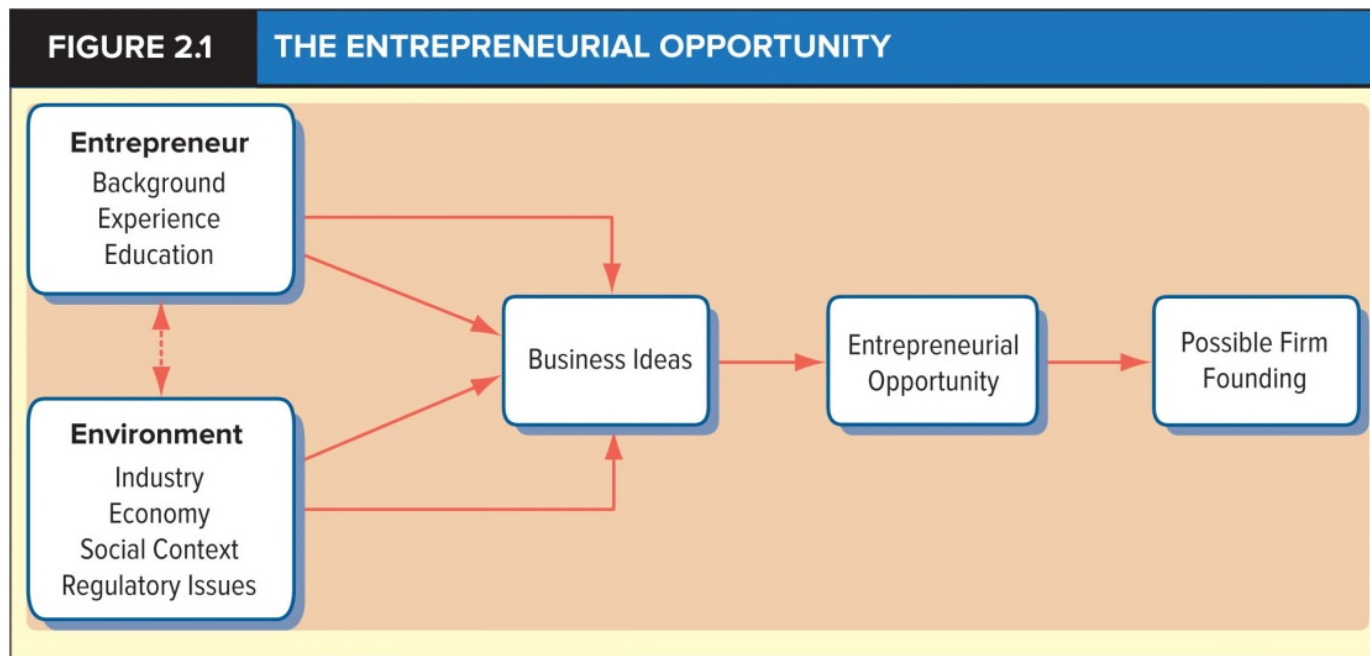 FIGURE 2.1
THE ENTREPRENEURIAL OPPORTUNITY
Entrepreneur
Background
Experience
Education
Environment
Industry
Economy
Social Context
Regulatory Issues
Business Ideas
Entrepreneurial
Opportunity
Possible Firm
Founding